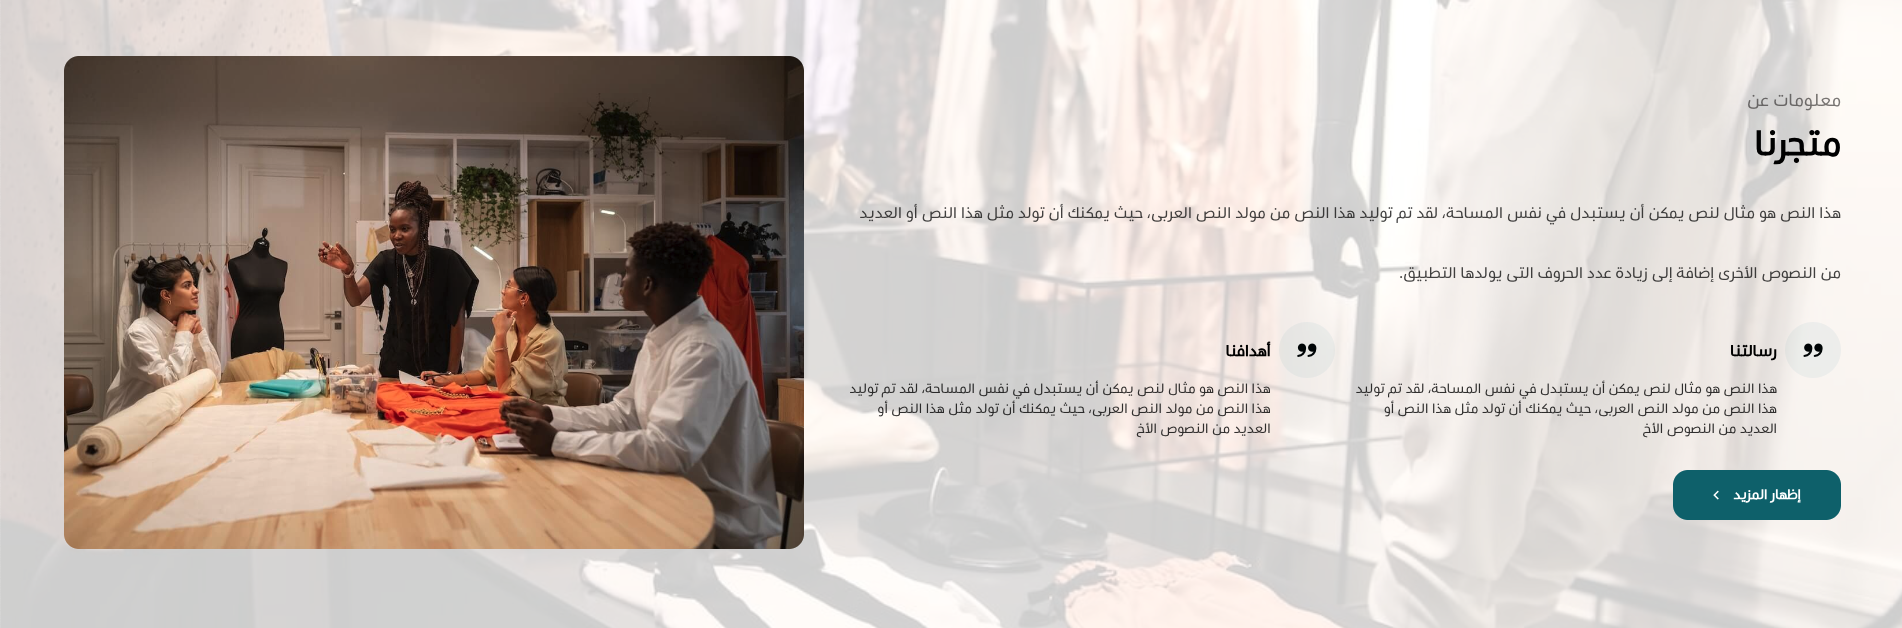 معلومات عن
متجرنا
هذا النص هو مثال لنص يمكن أن يستبدل في نفس المساحة، لقد تم توليد هذا النص من مولد النص العربى، حيث يمكنك أن تولد مثل هذا النص أو العديد
من النصوص الأخرى إضافة إلى زيادة عدد الحروف التى يولدها التطبيق.
رسالتنا
هذا النص هو مثال لنص يمكن أن يستبدل في نفس المساحة، لقد تم توليد
هذا النص من مولد النص العربى، حيث يمكنك أن تولد مثل هذا النص أو
العديد من النصوص الأخ
أهدافنا
هذا النص هو مثال لنص يمكن أن يستبدل في نفس المساحة، لقد تم توليد
هذا النص من مولد النص العربى، حيث يمكنك أن تولد مثل هذا النص أو
العديد من النصوص الأخ
إظهار المزيد